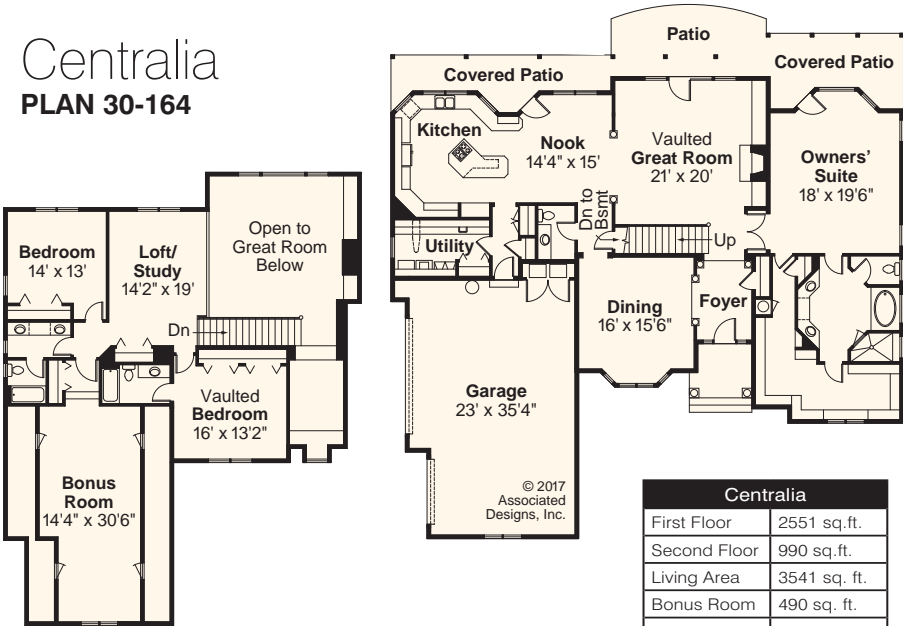 Centralia
PLAN 30-164
Patio
Covered Patio
Covered Patio
Kitchen
Nook
14'4" x 15'
Vaulted
Great Room
21' x 20'
Owners'
Suite
18' x 19'6"
Dn to
Bsmt
Up
Utility
Dining
16' x 15'6"
Foyer
Garage
23' x 35'4"
© 2017
Associated
Designs, Inc.
Open to
Great Room
Below
Bedroom
14' x 13'
Loft/
Study
14'2" x 19'
Dn
Vaulted
Bedroom
16' x 13'2"
Bonus
Room
14'4" x 30'6"
Centralia
First Floor 2551 sq.ft.
Second Floor 990 sq.ft.
Living Area 3541 sq. ft.
Bonus Room 490 sq. ft.